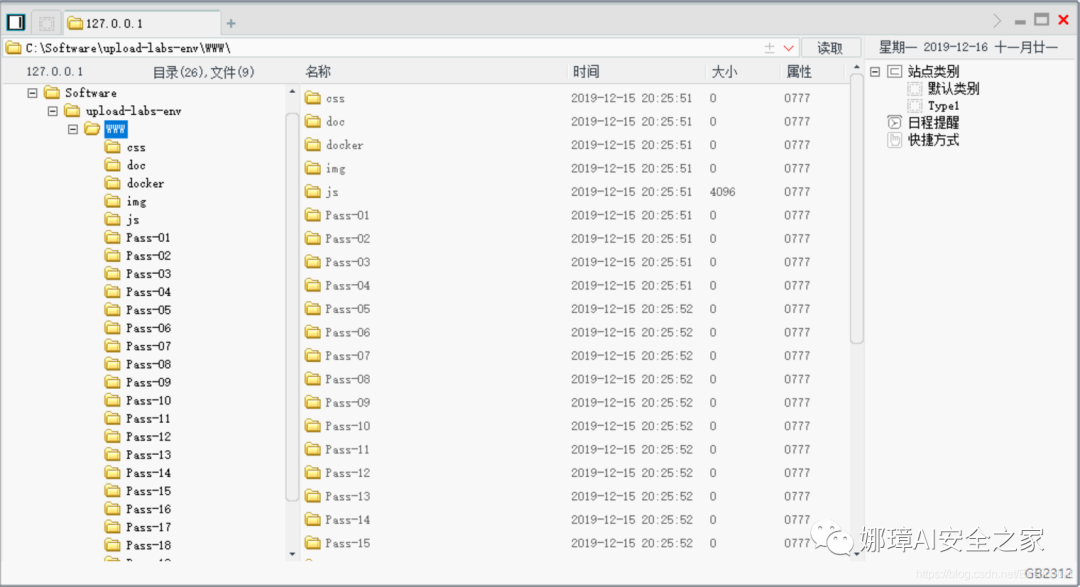 127.0.0.1
C:\Software\upload-labs-env\WWW\
读取
星期一 2019-12-16 十一月廿一
127.0.0.1 目录(26),文件(9)
Software
upload-labs-env
WWW
css
doc
docker
img
js
Pass-01
Pass-02
Pass-03
Pass-04
Pass-05
Pass-06
Pass-07
Pass-08
Pass-09
Pass-10
Pass-11
Pass-12
Pass-13
Pass-14
Pass-15
Pass-16
Pass-17
Pass-18
名称 时间 大小 属性
css 2019-12-15 20:25:51 0 0777
doc 2019-12-15 20:25:51 0 0777
docker 2019-12-15 20:25:51 0 0777
img 2019-12-15 20:25:51 0 0777
js 2019-12-15 20:25:51 4096 0777
Pass-01 2019-12-15 20:25:51 0 0777
Pass-02 2019-12-15 20:25:51 0 0777
Pass-03 2019-12-15 20:25:51 0 0777
Pass-04 2019-12-15 20:25:51 0 0777
Pass-05 2019-12-15 20:25:52 0 0777
Pass-06 2019-12-15 20:25:52 0 0777
Pass-07 2019-12-15 20:25:52 0 0777
Pass-08 2019-12-15 20:25:52 0 0777
Pass-09 2019-12-15 20:25:52 0 0777
Pass-10 2019-12-15 20:25:52 0 0777
Pass-11 2019-12-15 20:25:52 0 0777
Pass-12 2019-12-15 20:25:52 0 0777
Pass-13 2019-12-15 20:25:52 0 0777
Pass-14 2019-12-15 20:25:52 0 0777
Pass-15 2019-12-15 20:25:52 0 0777
站点类别
默认类别
Type1
日程提醒
快捷方式
娜璋AI安全之家
GB2312